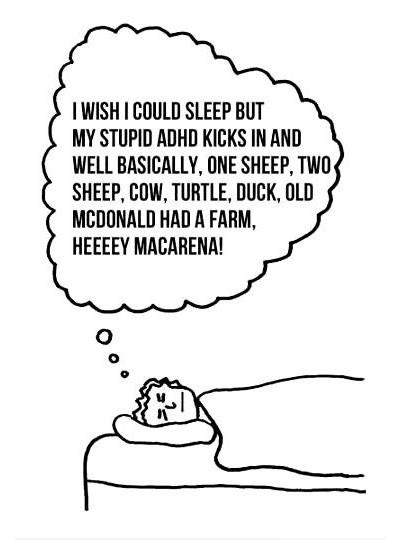 I WISH I COULD SLEEP BUT
MY STUPID ADHD KICKS IN AND
WELL BASICALLY, ONE SHEEP, TWO
SHEEP, COW, TURTLE, DUCK, OLD
MCDONALD HAD A FARM,
HEEEEY MACARENA!